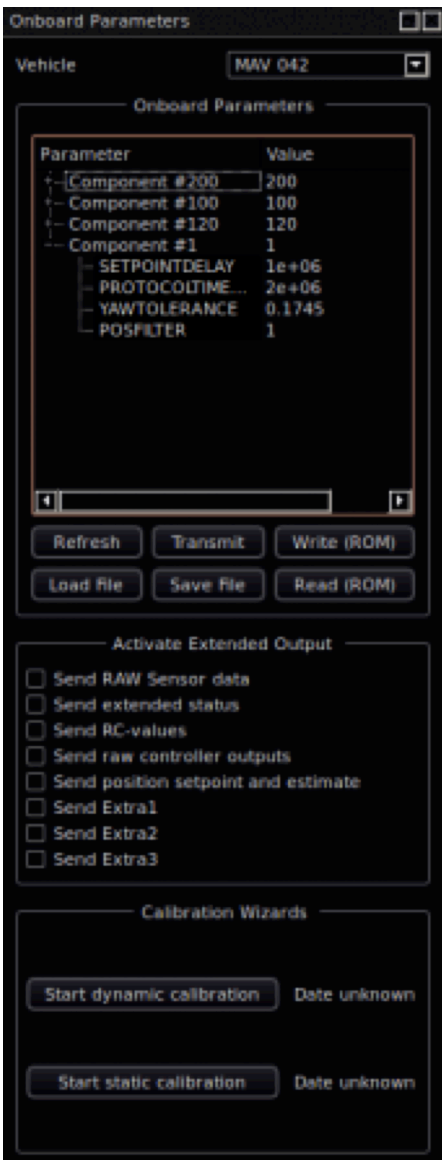 Onboard Parameters
Vehicle MAV 042
Onboard Parameters
Parameter Value
Component #200 200
Component #100 100
Component #120 120
Component #1 1
SETPOINTDELAY 1e+06
PROTOCOLTIME... 2e+06
YAWTOLERANCE 0.1745
POSFILTER 1
Refresh Transmit Write (ROM)
Load file Save file Read (ROM)
Activate Extended Output
Send RAW Sensor data
Send extended status
Send RC-values
Send raw controller outputs
Send position setpoint and estimate
Send Extra1
Send Extra2
Send Extra3
Calibration Wizards
Start dynamic calibration Date unknown
Start static calibration Date unknown